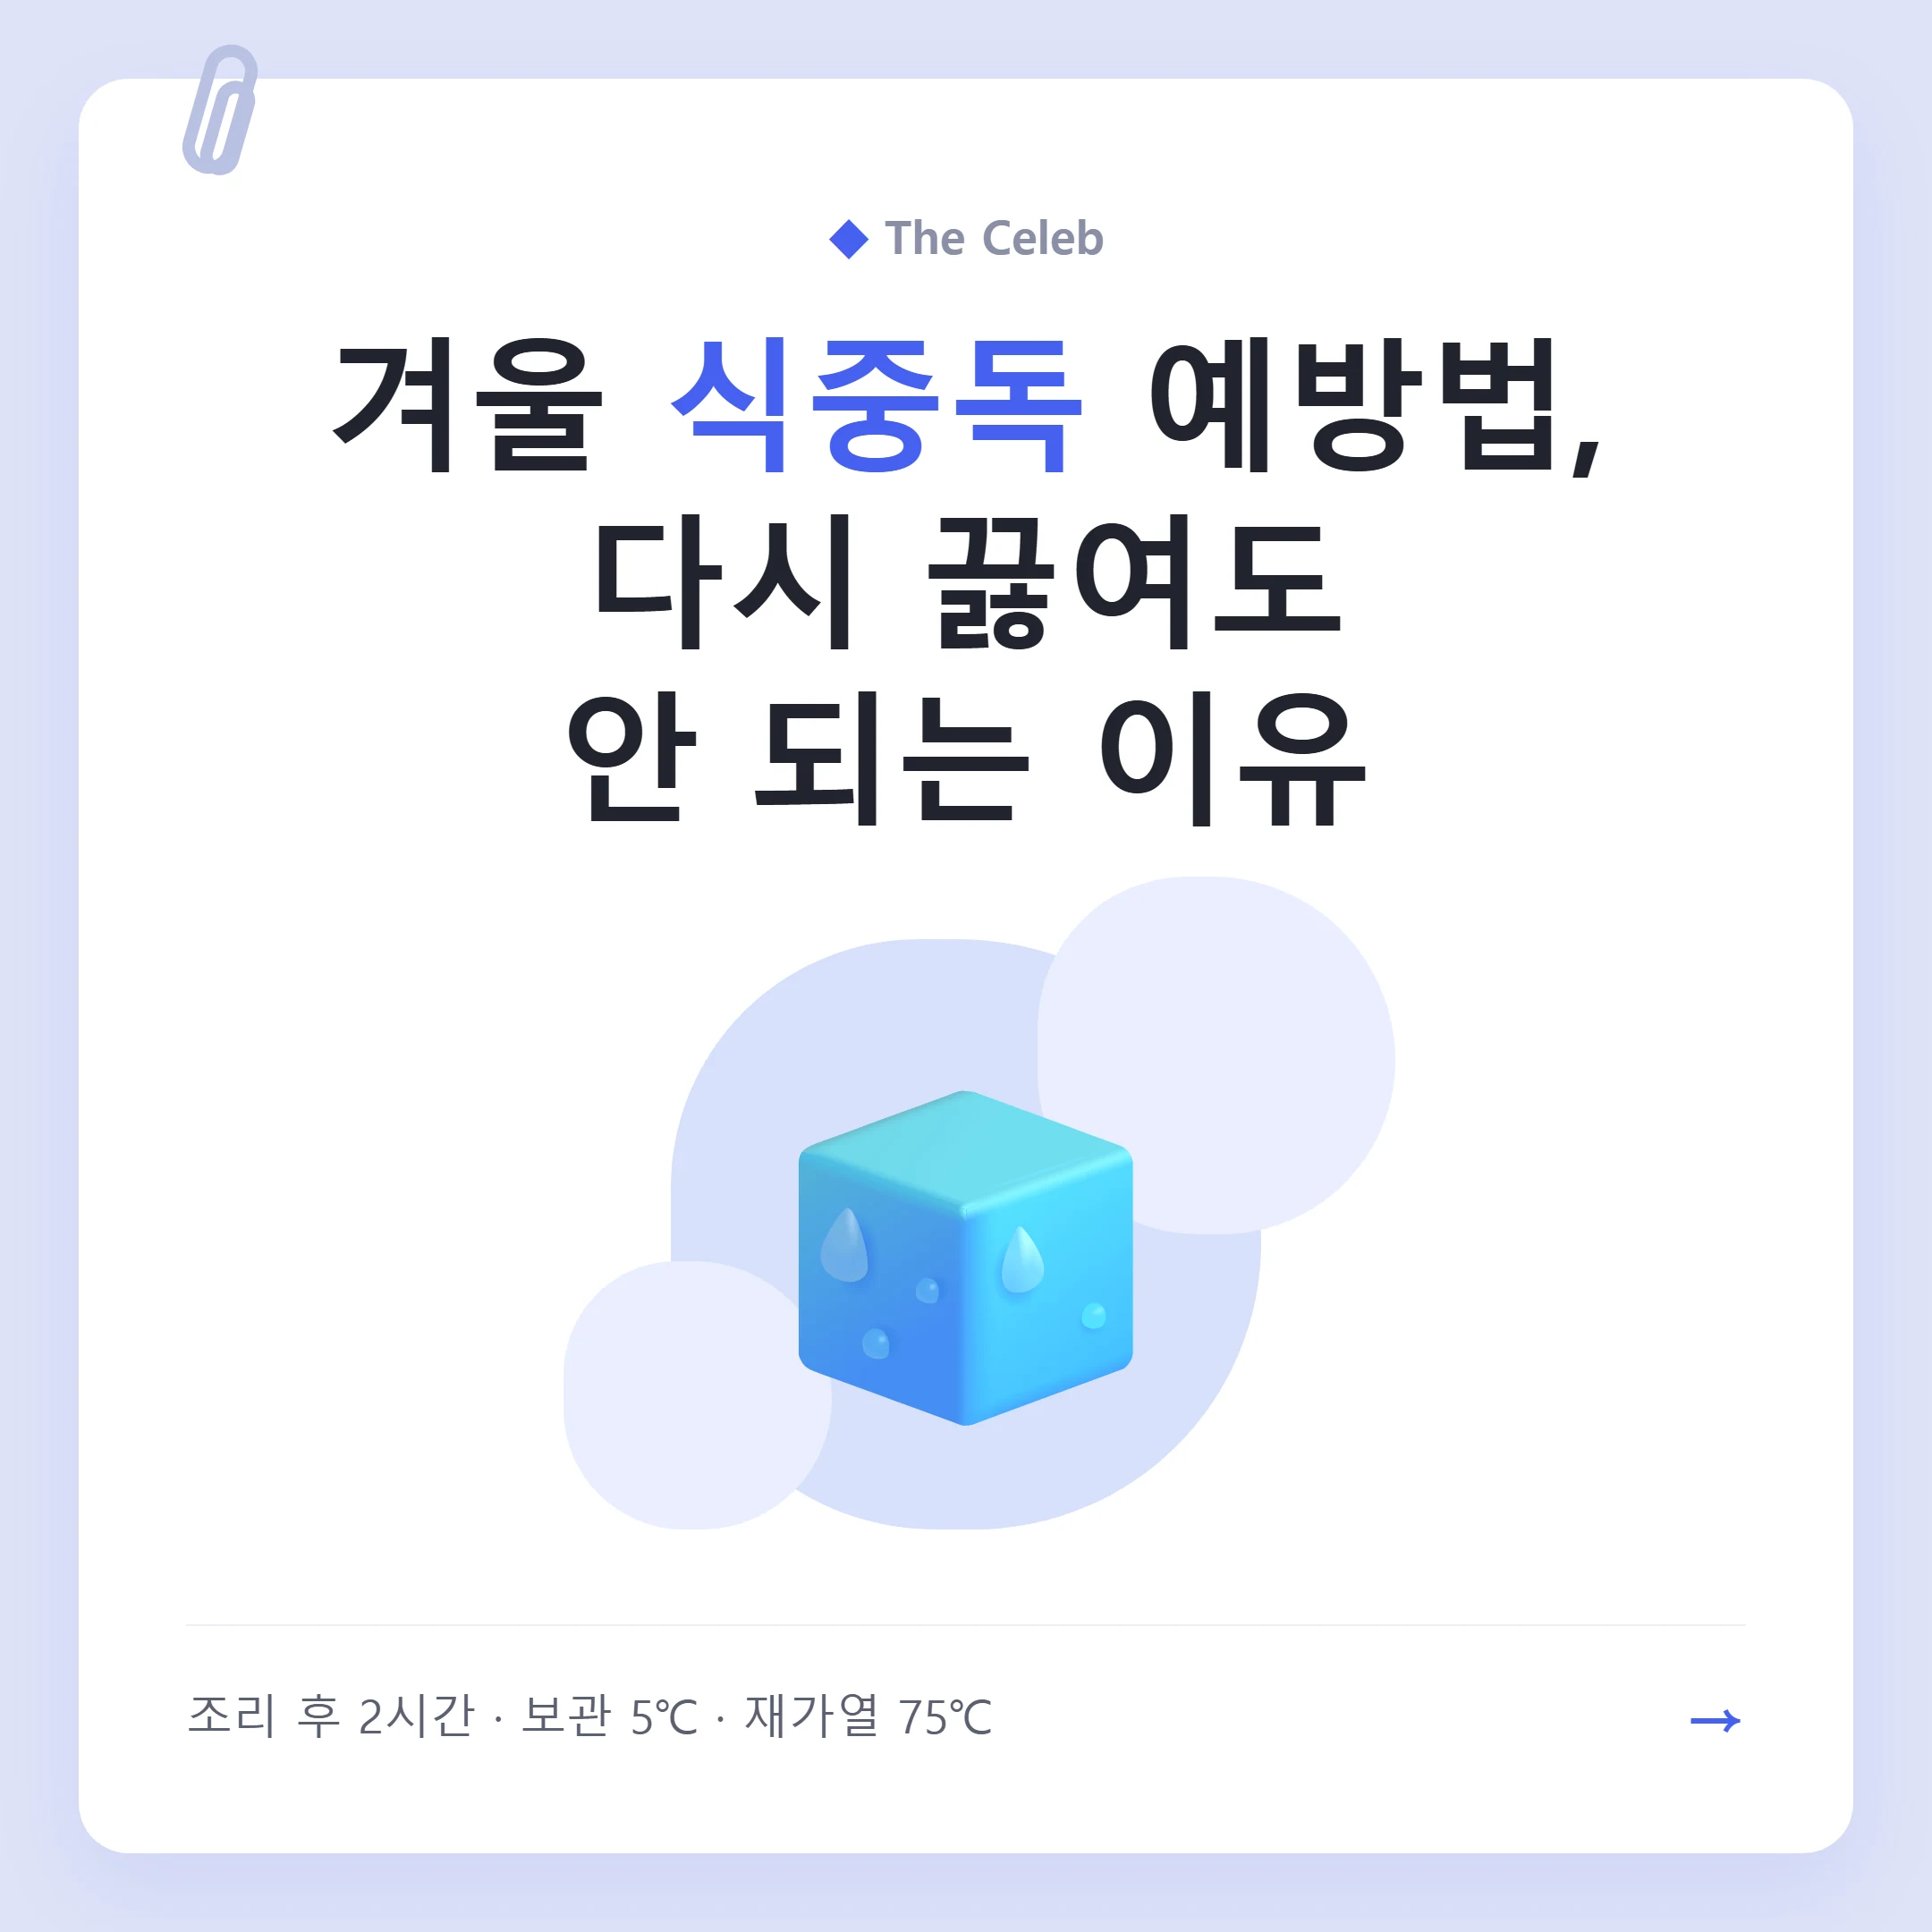 The Celeb
겨울 식중독 예방법,
다시 끓여도
안 되는 이유
조리 후 2시간 · 보관 5℃ · 재가열 75℃
→